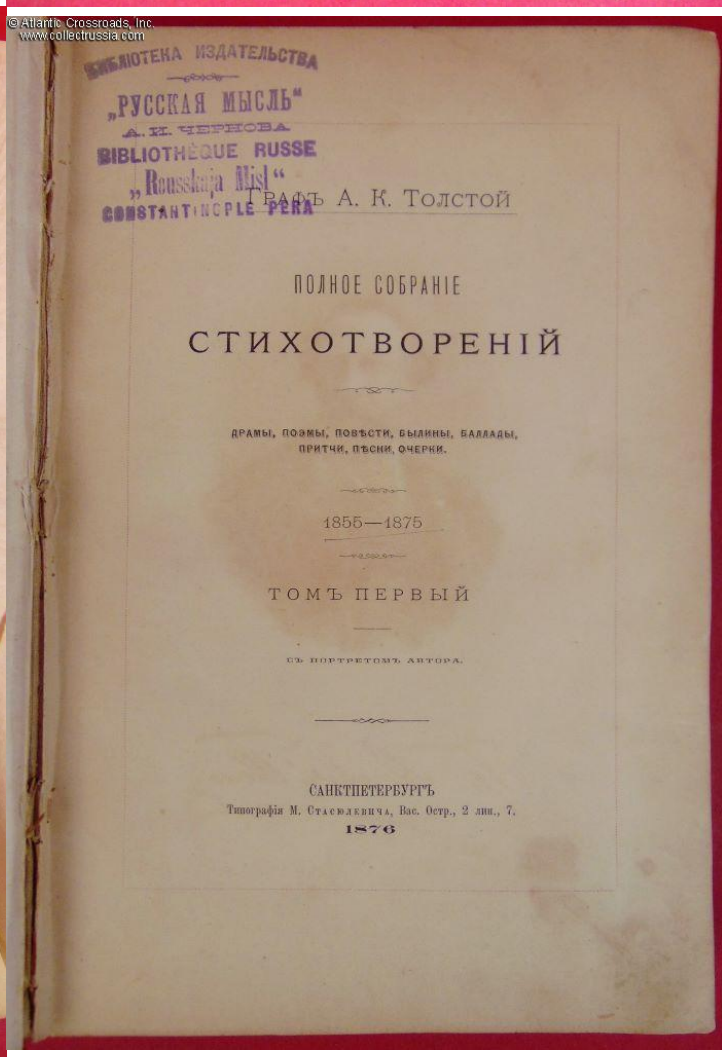 © Atlantic Crossroads, Inc.
www.collectrussia.com
БИБЛІОТЕКА ИЗДАТЕЛЬСТВА
„РУССКАЯ МЫСЛЬ“
А. И. ЧЕРНОВА
BIBLIOTHÈQUE RUSSE
„Rousskaja Misl“
CONSTANTINOPLE PERA
ГРАФЪ А. К. ТОЛСТОЙ
ПОЛНОЕ СОБРАНІЕ
СТИХОТВОРЕНІЙ
ДРАМЫ, ПОЭМЫ, ПОВѢСТИ, БЫЛИНЫ, БАЛЛАДЫ,
ПРИТЧИ, ПѢСНИ, ОЧЕРКИ.
1855—1875
ТОМЪ ПЕРВЫЙ
СЪ ПОРТРЕТОМЪ АВТОРА.
САНКТПЕТЕРБУРГЪ
Типографія М. Стасюлевича, Вас. Остр., 2 лин., 7.
1876